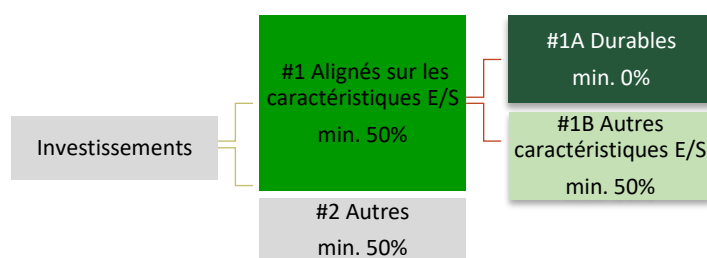 Investissements
#1 Alignés sur les
caractéristiques E/S
min. 50%
#2 Autres
min. 50%
#1A Durables
min. 0%
#1B Autres
caractéristiques E/S
min. 50%